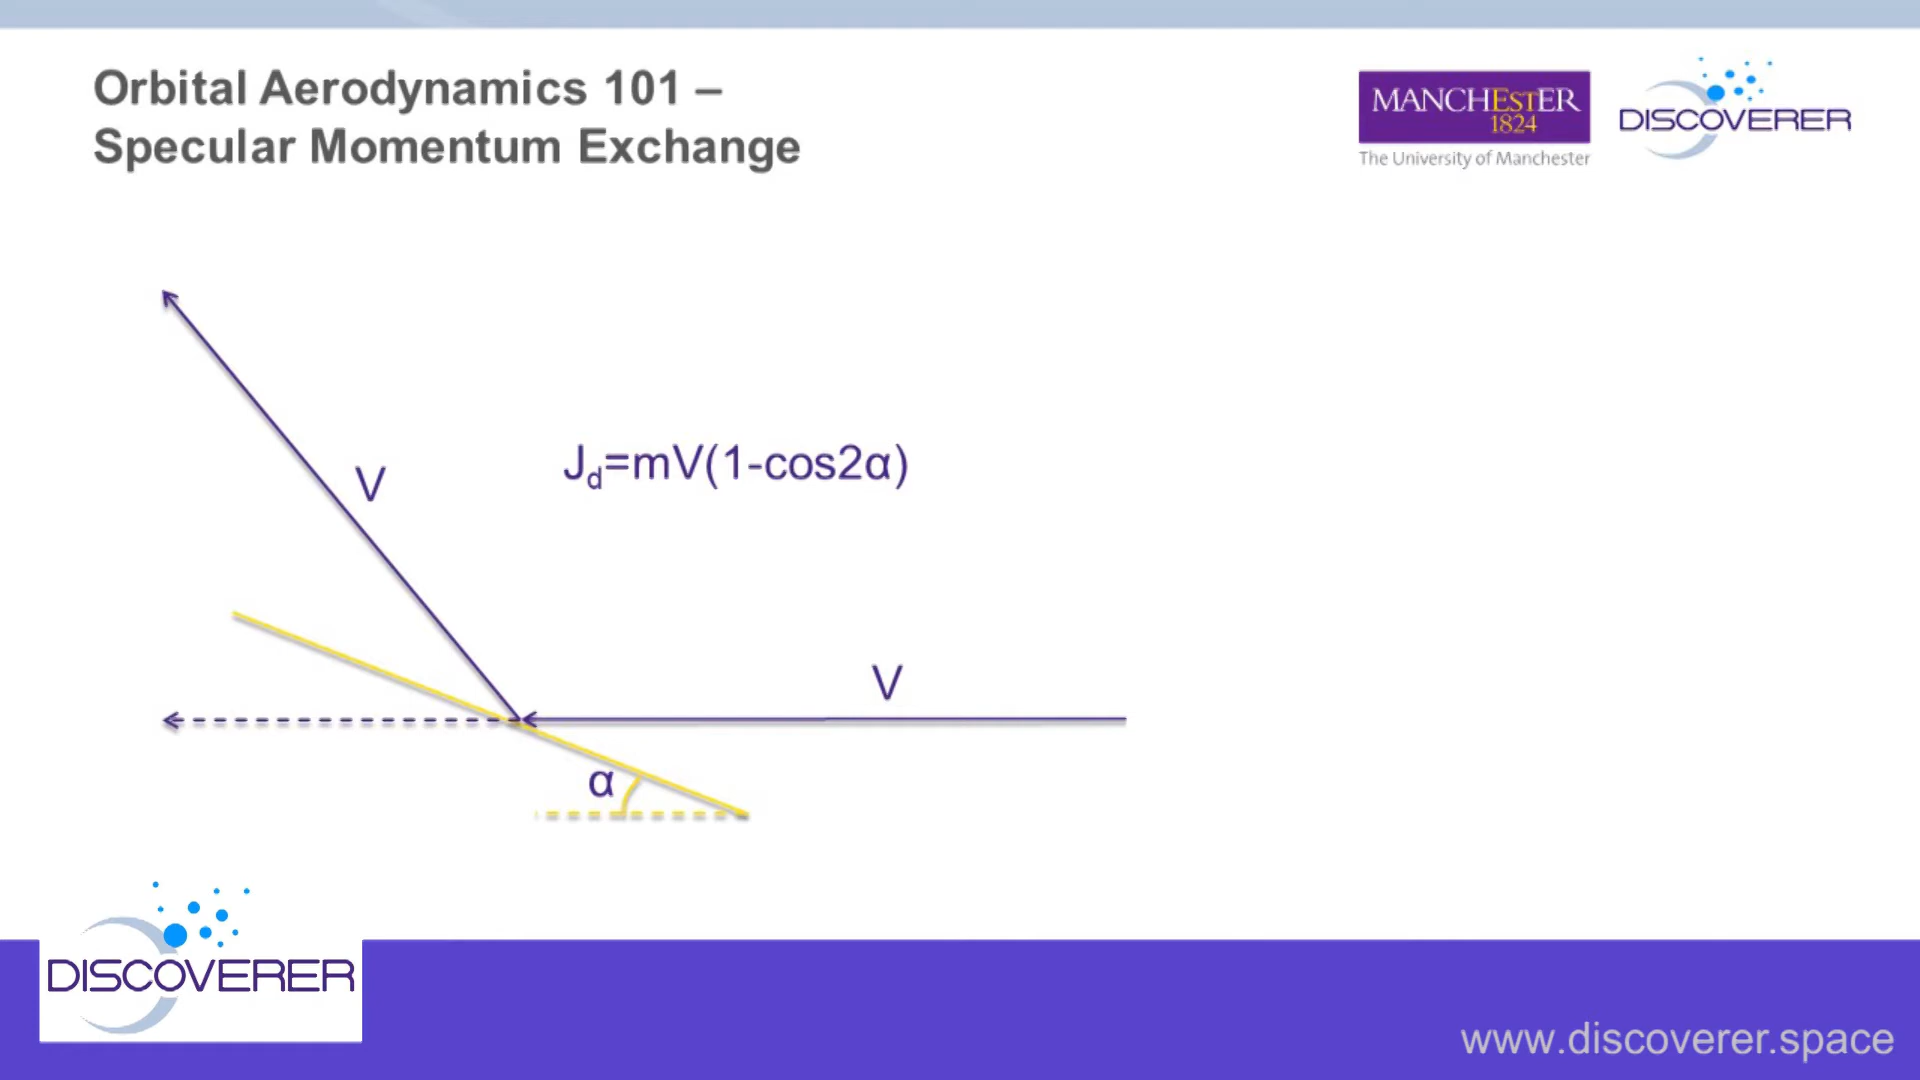 Orbital Aerodynamics 101 –
Specular Momentum Exchange
MANCHEstER
1824
The University of Manchester
DISCOVERER
V
Jd=mV(1-cos2α)
V
α
DISCOVERER
www.discoverer.space